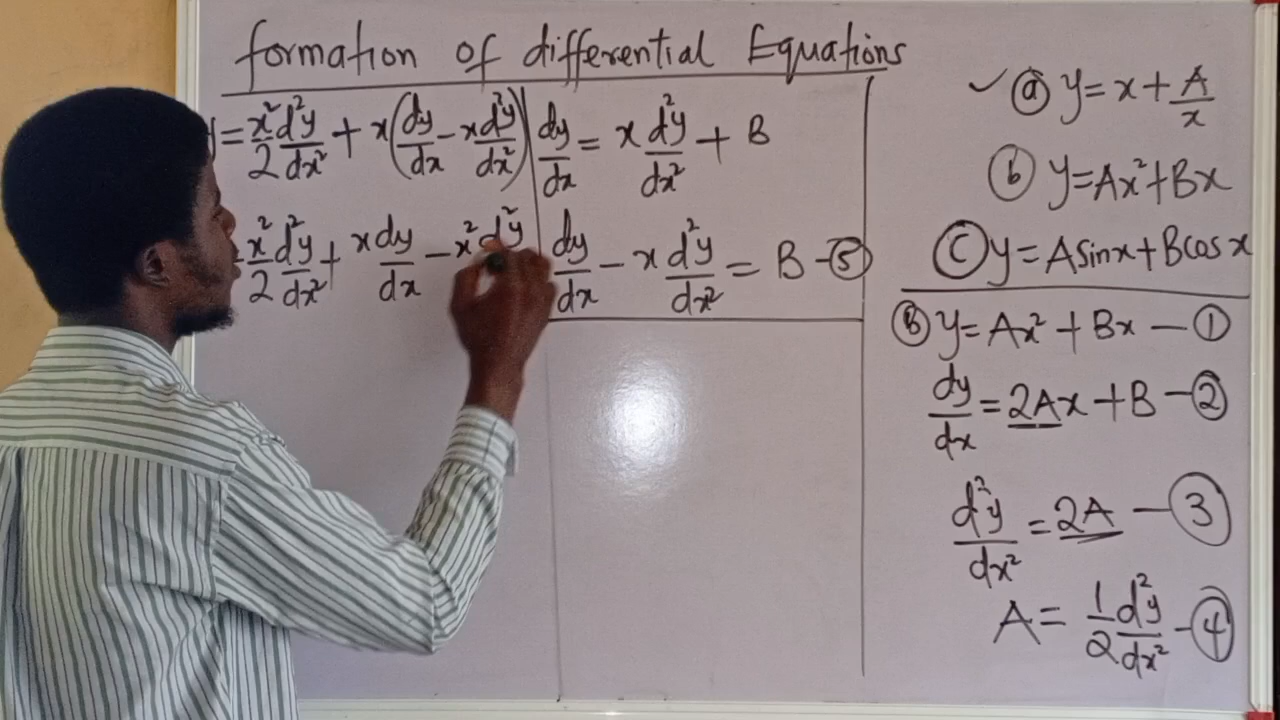 formation of differential Equations
y = x²/2 d²y/dx² + x(dy/dx - x d²y/dx²)
x²/2 d²y/dx² + x dy/dx - x² d²y
dy/dx = x d²y/dx² + B
dy/dx - x d²y/dx² = B - ⑤
✓ ⓐ y = x + A/x
ⓑ y = Ax² + Bx
Ⓒ y = A sin x + B cos x
Ⓑ y = Ax² + Bx - ①
dy/dx = 2Ax + B - ②
d²y/dx² = 2A - ③
A = 1/2 d²y/dx² - ④